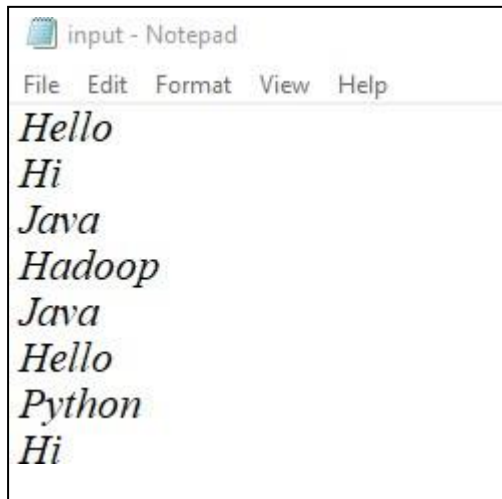 input - Notepad
File Edit Format View Help
Hello
Hi
Java
Hadoop
Java
Hello
Python
Hi